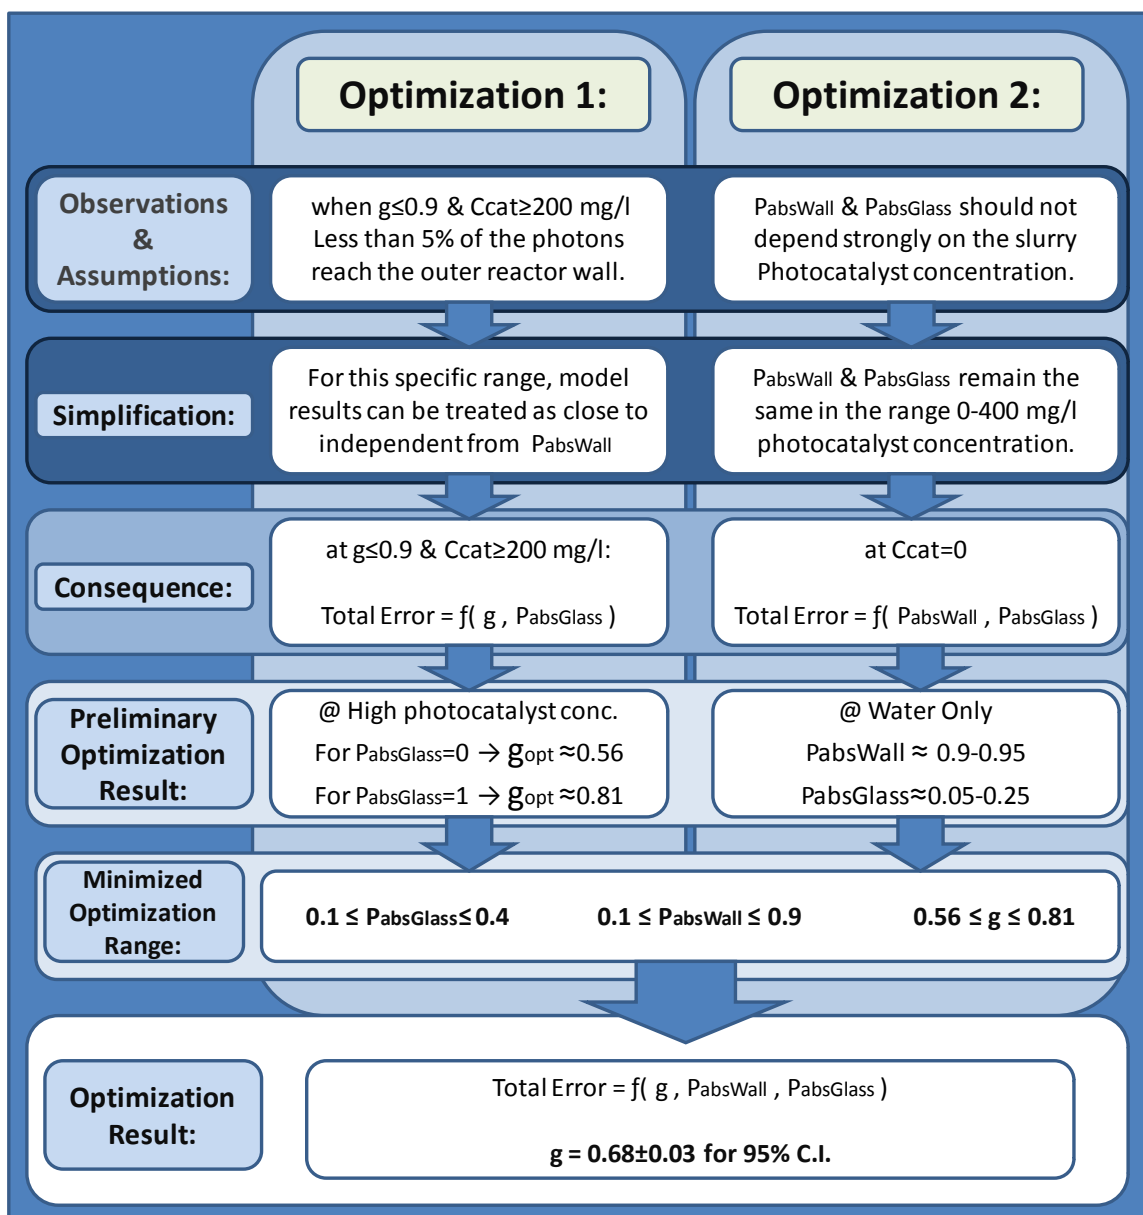 Optimization 1:
Optimization 2:
Observations
&
Assumptions:
when g≤0.9 & Ccat≥200 mg/l
Less than 5% of the photons
reach the outer reactor wall.
PabsWall & PabsGlass should not
depend strongly on the slurry
Photocatalyst concentration.
Simplification:
For this specific range, model
results can be treated as close to
independent from PabsWall
PabsWall & PabsGlass remain the
same in the range 0-400 mg/l
photocatalyst concentration.
Consequence:
at g≤0.9 & Ccat≥200 mg/l:
Total Error = ƒ( g , PabsGlass )
at Ccat=0
Total Error = ƒ( PabsWall , PabsGlass )
Preliminary
Optimization
Result:
@ High photocatalyst conc.
For PabsGlass=0 → gopt ≈0.56
For PabsGlass=1 → gopt ≈0.81
@ Water Only
PabsWall ≈ 0.9-0.95
PabsGlass≈0.05-0.25
Minimized
Optimization
Range:
0.1 ≤ PabsGlass≤ 0.4 0.1 ≤ PabsWall ≤ 0.9 0.56 ≤ g ≤ 0.81
Optimization
Result:
Total Error = ƒ( g , PabsWall , PabsGlass )
g = 0.68±0.03 for 95% C.I.